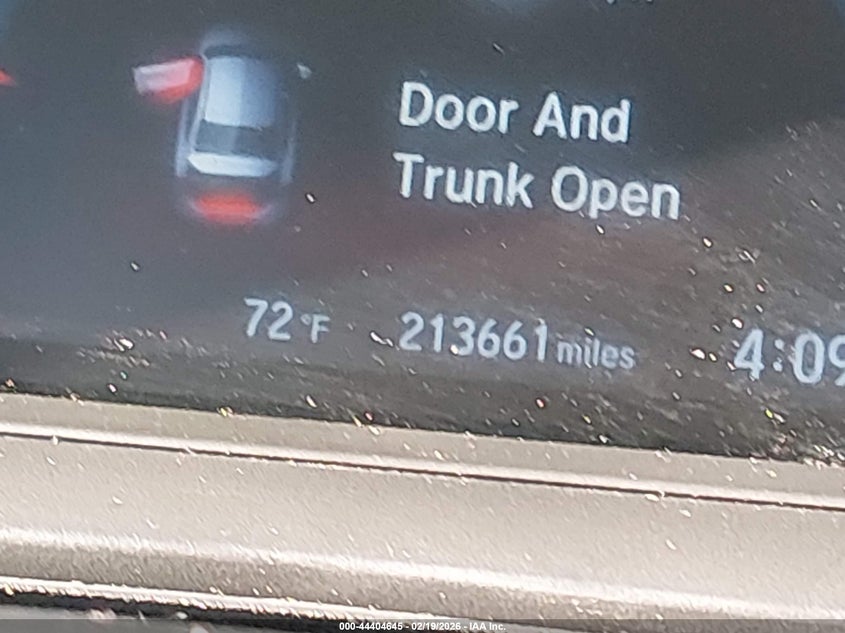 Door And
Trunk Open
72°F 213661 miles 4:09
000-44404645 - 02/19/2026 - IAA Inc.